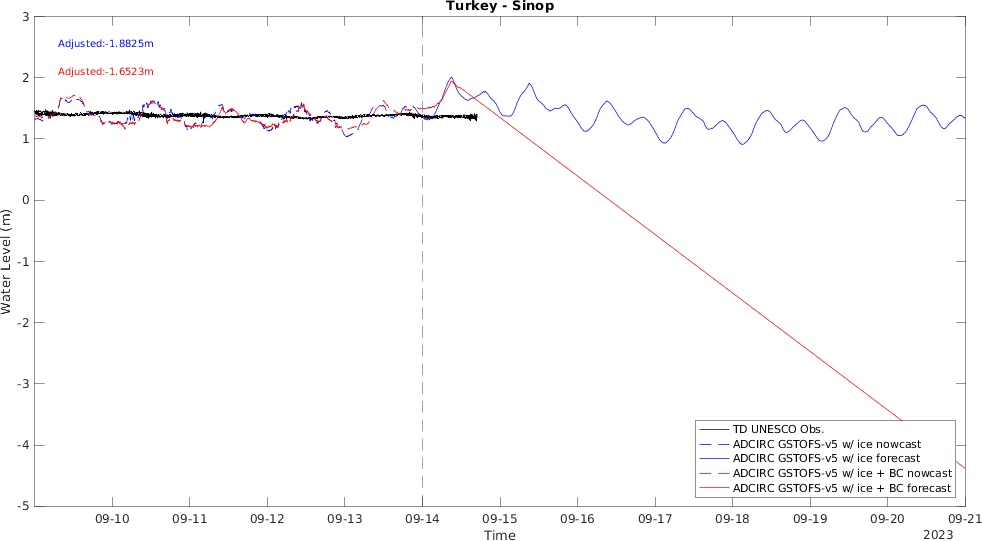 Turkey - Sinop
Adjusted:-1.8825m
Adjusted:-1.6523m
Water Level (m)
3
2
1
0
-1
-2
-3
-4
-5
TD UNESCO Obs.
ADCIRC GSTOFS-v5 w/ ice nowcast
ADCIRC GSTOFS-v5 w/ ice forecast
ADCIRC GSTOFS-v5 w/ ice + BC nowcast
ADCIRC GSTOFS-v5 w/ ice + BC forecast
09-10 09-11 09-12 09-13 09-14 09-15 09-16 09-17 09-18 09-19 09-20 09-21
Time
2023